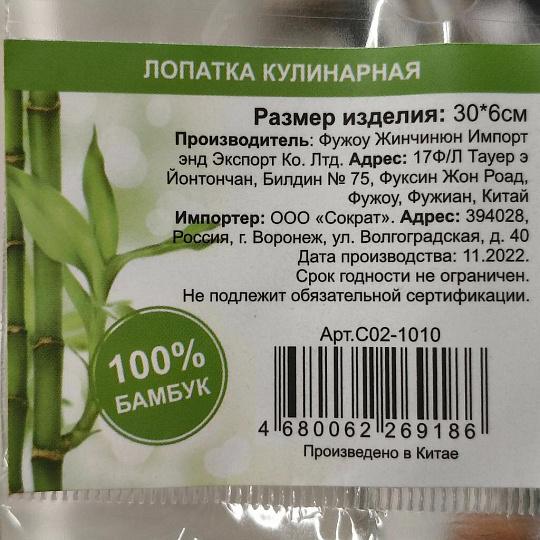 ЛОПАТКА КУЛИНАРНАЯ
Размер изделия: 30*6см
Производитель: Фужоу Жинчинюн Импорт
энд Экспорт Ко. Лтд. Адрес: 17Ф/Л Тауер э
Йонтончан, Билдин № 75, Фуксин Жон Роад,
Фужоу, Фужиан, Китай
Импортер: ООО «Сократ». Адрес: 394028,
Россия, г. Воронеж, ул. Волгоградская, д. 40
Дата производства: 11.2022.
Срок годности не ограничен.
Не подлежит обязательной сертификации.
100%
БАМБУК
Арт.С02-1010
4 680062 269186
Произведено в Китае